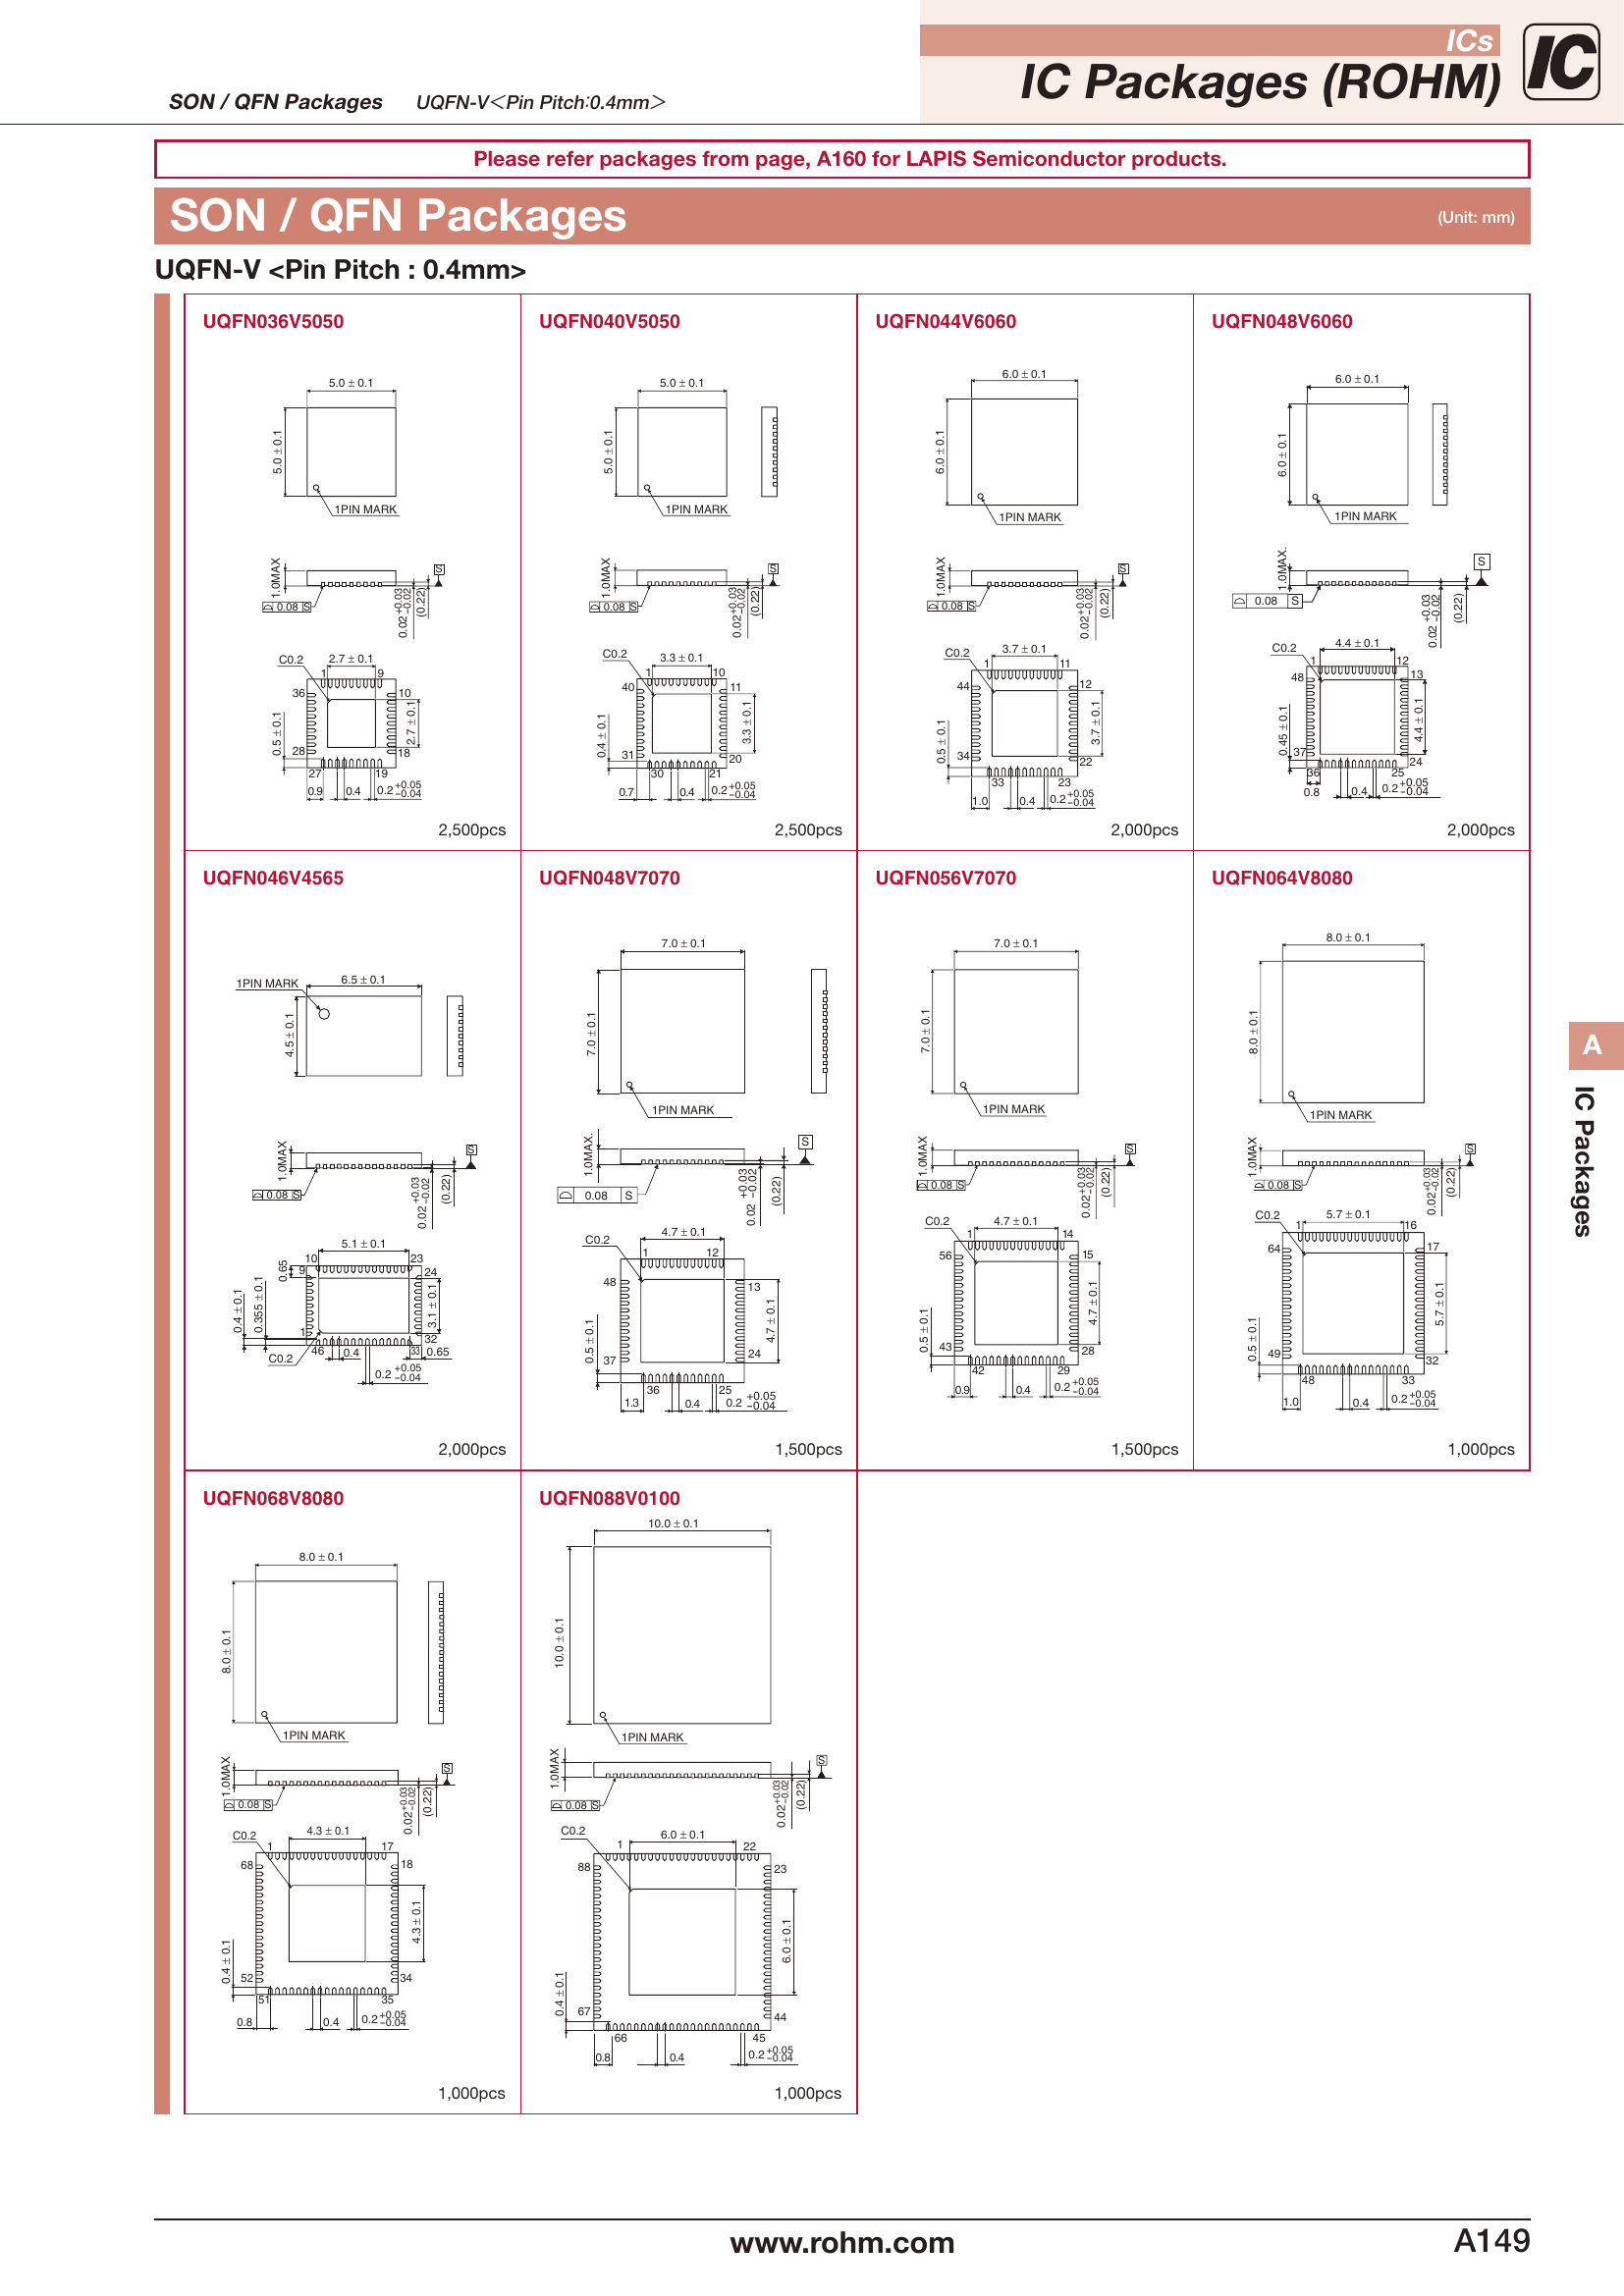 ICs
IC Packages (ROHM)
IC
SON / QFN Packages UQFN-V<Pin Pitch:0.4mm>
Please refer packages from page, A160 for LAPIS Semiconductor products.
SON / QFN Packages
(Unit: mm)
UQFN-V <Pin Pitch : 0.4mm>
UQFN036V5050
5.0 ± 0.1
5.0 ± 0.1
1PIN MARK
1.0MAX
S
0.08 S
0.02 +0.03 −0.02
(0.22)
C0.2
2.7 ± 0.1
1 9
36 10
0.5 ± 0.1
2.7 ± 0.1
28 18
27 19
0.9 0.4 0.2 +0.05 −0.04
2,500pcs
UQFN040V5050
5.0 ± 0.1
5.0 ± 0.1
1PIN MARK
1.0MAX
S
0.08 S
0.02 +0.03 −0.02
(0.22)
C0.2
3.3 ± 0.1
1 10
40 11
0.4 ± 0.1
3.3 ± 0.1
31 20
30 21
0.7 0.4 0.2 +0.05 −0.04
2,500pcs
UQFN044V6060
6.0 ± 0.1
6.0 ± 0.1
1PIN MARK
1.0MAX
S
0.08 S
0.02 +0.03 −0.02
(0.22)
C0.2
3.7 ± 0.1
1 11
44 12
0.5 ± 0.1
3.7 ± 0.1
34 22
33 23
1.0 0.4 0.2 +0.05 −0.04
2,000pcs
UQFN048V6060
6.0 ± 0.1
6.0 ± 0.1
1PIN MARK
1.0MAX.
S
0.08 S
0.02 +0.03 −0.02
(0.22)
C0.2
4.4 ± 0.1
1 12
48 13
0.45 ± 0.1
4.4 ± 0.1
37 24
36 25
0.8 0.4 0.2 +0.05 −0.04
2,000pcs
UQFN046V4565
1PIN MARK
6.5 ± 0.1
4.5 ± 0.1
1.0MAX
S
0.08 S
0.02 +0.03 −0.02
(0.22)
5.1 ± 0.1
0.65
10 23
9 24
0.4 ± 0.1
0.355 ± 0.1
3.1 ± 0.1
1 32
46 0.4 33 0.65
C0.2
0.2 +0.05 −0.04
2,000pcs
UQFN048V7070
7.0 ± 0.1
7.0 ± 0.1
1PIN MARK
1.0MAX.
S
0.08 S
0.02 +0.03 −0.02
(0.22)
C0.2
4.7 ± 0.1
1 12
48 13
0.5 ± 0.1
4.7 ± 0.1
37 24
36 25
1.3 0.4 0.2 +0.05 −0.04
1,500pcs
UQFN056V7070
7.0 ± 0.1
7.0 ± 0.1
1PIN MARK
1.0MAX
S
0.08 S
0.02 +0.03 −0.02
(0.22)
C0.2
4.7 ± 0.1
1 14
56 15
0.5 ± 0.1
4.7 ± 0.1
43 28
42 29
0.9 0.4 0.2 +0.05 −0.04
1,500pcs
UQFN064V8080
8.0 ± 0.1
8.0 ± 0.1
1PIN MARK
1.0MAX
S
0.08 S
0.02 +0.03 −0.02
(0.22)
C0.2
5.7 ± 0.1
1 16
64 17
0.5 ± 0.1
5.7 ± 0.1
49 32
48 33
1.0 0.4 0.2 +0.05 −0.04
1,000pcs
A
IC Packages
UQFN068V8080
8.0 ± 0.1
8.0 ± 0.1
1PIN MARK
1.0MAX
S
0.08 S
0.02 +0.03 −0.02
(0.22)
C0.2
4.3 ± 0.1
1 17
68 18
0.4 ± 0.1
4.3 ± 0.1
52 34
51 35
0.8 0.4 0.2 +0.05 −0.04
1,000pcs
UQFN088V0100
10.0 ± 0.1
10.0 ± 0.1
1PIN MARK
1.0MAX
S
0.08 S
0.02 +0.03 −0.02
(0.22)
C0.2
6.0 ± 0.1
1 22
88 23
0.4 ± 0.1
6.0 ± 0.1
67 44
66 45
0.8 0.4 0.2 +0.05 −0.04
1,000pcs
www.rohm.com
A149